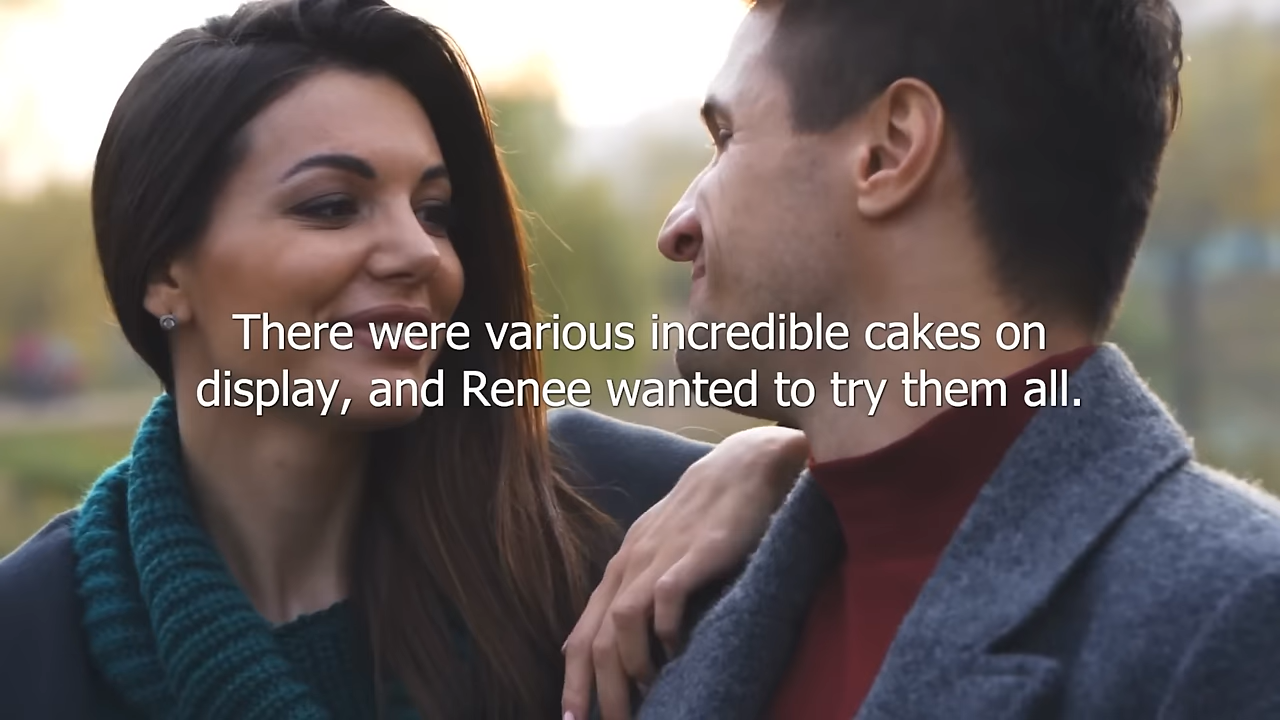 There were various incredible cakes on
display, and Renee wanted to try them all.